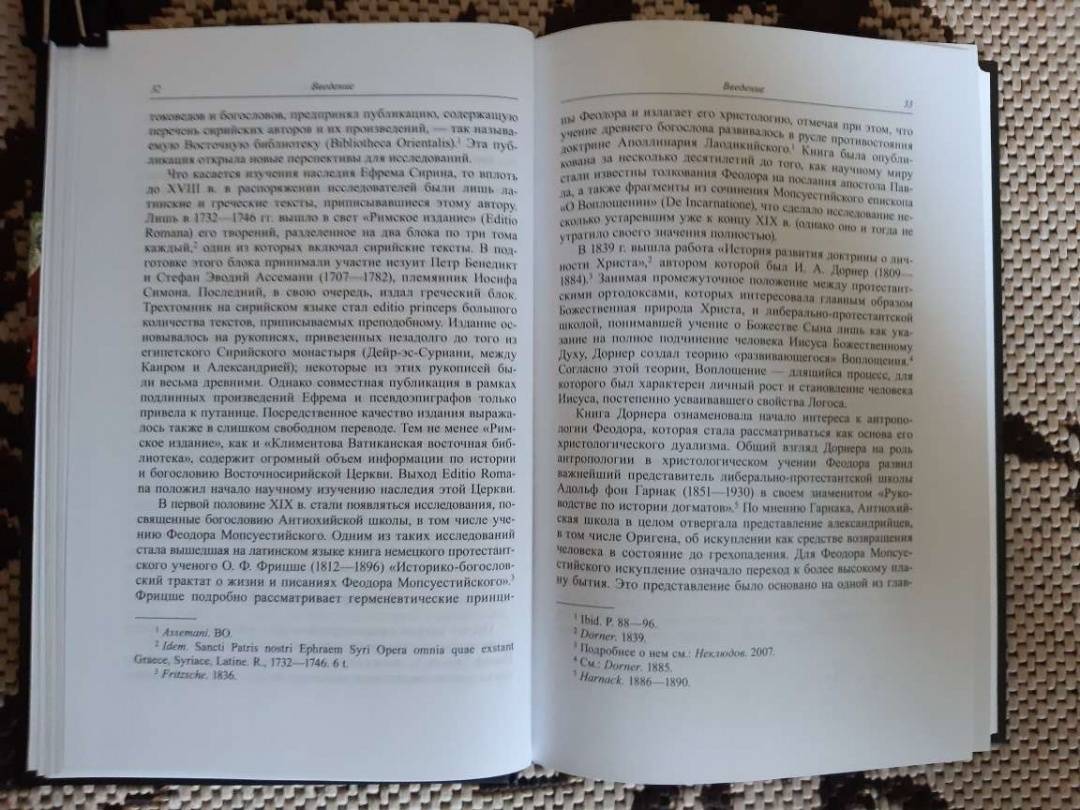 32
Введение
токоведов и богословов, предпринял публикацию, содержащую
перечень сирийских авторов и их произведений, — так называ-
емую Восточную библиотеку (Bibliotheca Orientalis).¹ Эта пуб-
ликация открыла новые перспективы для исследований.
Что касается изучения наследия Ефрема Сирина, то вплоть
до XVIII в. в распоряжении исследователей были лишь ла-
тинские и греческие тексты, приписывавшиеся этому автору.
Лишь в 1732—1746 гг. вышло в свет «Римское издание» (Editio
Romana) его творений, разделенное на два блока по три тома
каждый,² один из которых включал сирийские тексты. В под-
готовке этого блока принимали участие иезуит Петр Бенедикт
и Стефан Эводий Ассемани (1707—1782), племянник Иосифа
Симона. Последний, в свою очередь, издал греческий блок.
Трехтомник на сирийском языке стал editio princeps большого
количества текстов, приписываемых преподобному. Издание ос-
новывалось на рукописях, привезенных незадолго до того из
египетского Сирийского монастыря (Дейр-эс-Суриани, между
Каиром и Александрией); некоторые из этих рукописей бы-
ли весьма древними. Однако совместная публикация в рамках
подлинных произведений Ефрема и псевдоэпиграфов только
привела к путанице. Посредственное качество издания выража-
лось также в слишком свободном переводе. Тем не менее «Рим-
ское издание», как и «Климентова Ватиканская восточная биб-
лиотека», содержит огромный объем информации по истории
и богословию Восточносирийской Церкви. Выход Editio Roma-
na положил начало научному изучению наследия этой Церкви.
В первой половине XIX в. стали появляться исследования, по-
священные богословию Антиохийской школы, в том числе уче-
нию Феодора Мопсуестийского. Одним из таких исследований
стала вышедшая на латинском языке книга немецкого протестант-
ского ученого О. Ф. Фрицше (1812—1896) «Историко-богослов-
ский трактат о жизни и писаниях Феодора Мопсуестийского».³
Фрицше подробно рассматривает герменевтические принци-
¹ Assemani. BO.
² Idem. Sancti Patris nostri Ephraem Syri Opera omnia quae exstant
Graece, Syriace, Latine. R., 1732—1746. 6 t.
³ Fritzsche. 1836.
Введение
33
пы Феодора и излагает его христологию, отмечая при этом, что
учение древнего богослова развивалось в русле противостояния
доктрине Аполлинария Лаодикийского.¹ Книга была опубли-
кована за несколько десятилетий до того, как научному миру
стали известны толкования Феодора на послания апостола Пав-
ла, а также фрагменты из сочинения Мопсуестийского епископа
«О Воплощении» (De Incarnatione), что сделало исследование не-
сколько устаревшим уже к концу XIX в. (однако оно и тогда не
утратило своего значения полностью).
В 1839 г. вышла работа «История развития доктрины о лич-
ности Христа»,² автором которой был И. А. Дорнер (1809—
1884).³ Занимая промежуточное положение между протестант-
скими ортодоксами, которых интересовала главным образом
Божественная природа Христа, и либерально-протестантской
школой, понимавшей учение о Божестве Сына лишь как ука-
зание на полное подчинение человека Иисуса Божественному
Духу, Дорнер создал теорию «развивающегося» Воплощения.⁴
Согласно этой теории, Воплощение — длящийся процесс, для
которого был характерен личный рост и становление человека
Иисуса, постепенно усваивавшего свойства Логоса.
Книга Дорнера ознаменовала начало интереса к антропо-
логии Феодора, которая стала рассматриваться как основа его
христологического дуализма. Общий взгляд Дорнера на роль
антропологии в христологическом учении Феодора развил
важнейший представитель либерально-протестантской школы
Адольф фон Гарнак (1851—1930) в своем знаменитом «Руко-
водстве по истории догматов».⁵ По мнению Гарнака, Антиохий-
ская школа в целом отвергала представление александрийцев,
в том числе Оригена, об искуплении как средстве возвращения
человека в состояние до грехопадения. Для Феодора Мопсуе-
стийского искупление означало переход к более высокому пла-
ну бытия. Это представление было основано на одной из глав-
¹ Ibid. P. 88—96.
² Dorner. 1839.
³ Подробнее о нем см.: Неклюдов. 2007.
⁴ См.: Dorner. 1885.
⁵ Harnack. 1886—1890.